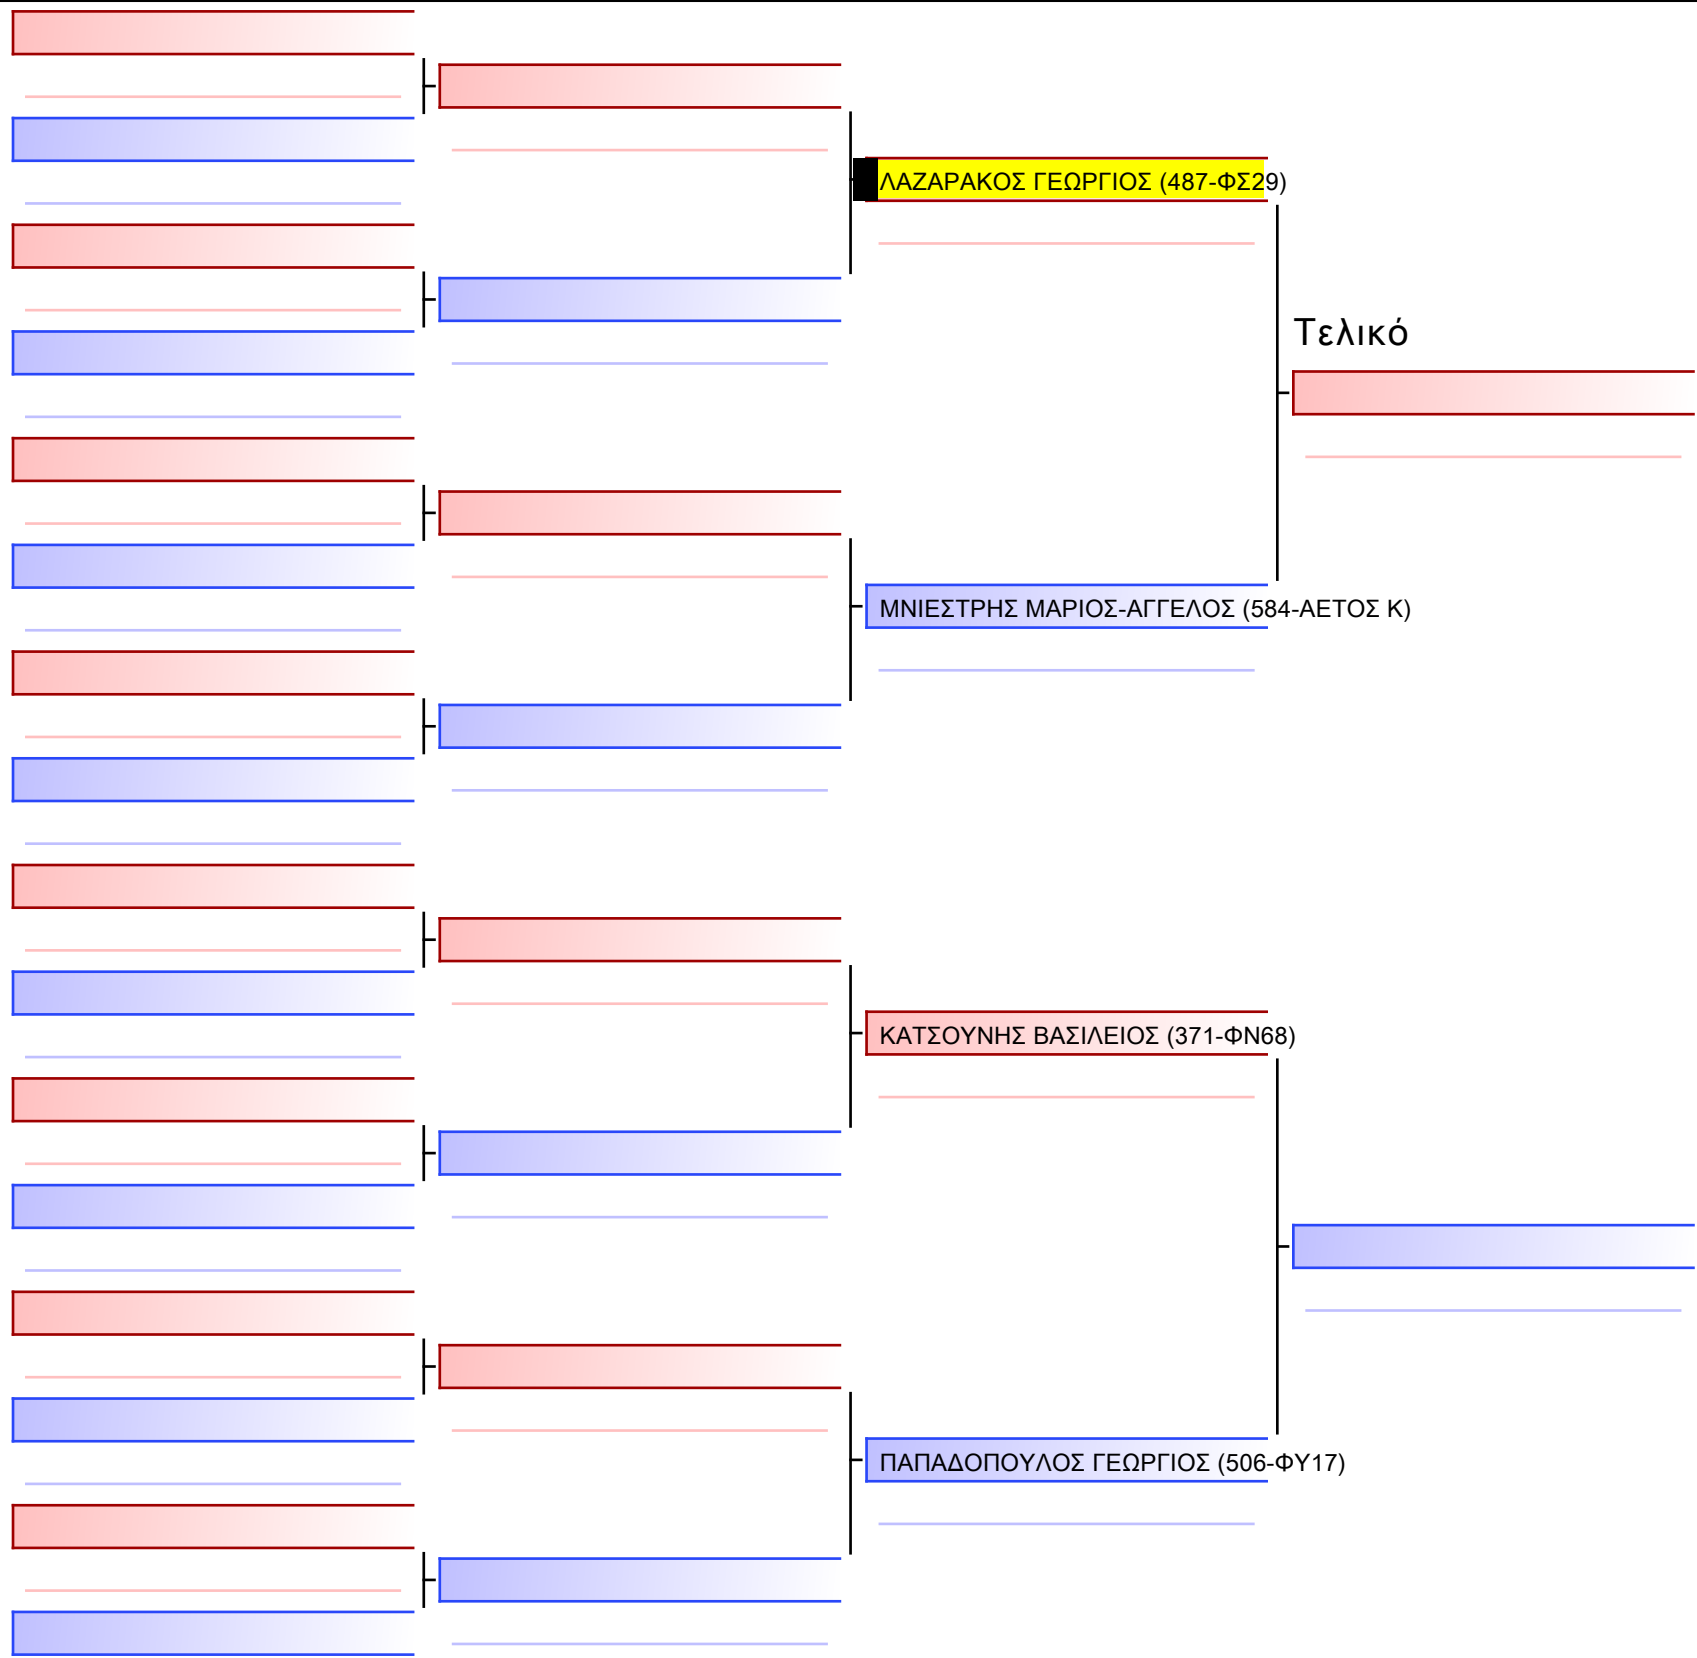 ΛΑΖΑΡΑΚΟΣ ΓΕΩΡΓΙΟΣ (487-ΦΣ29)
Τελικό
ΜΝΙΕΣΤΡΗΣ ΜΑΡΙΟΣ-ΑΓΓΕΛΟΣ (584-ΑΕΤΟΣ Κ)
ΚΑΤΣΟΥΝΗΣ ΒΑΣΙΛΕΙΟΣ (371-ΦΝ68)
ΠΑΠΑΔΟΠΟΥΛΟΣ ΓΕΩΡΓΙΟΣ (506-ΦΥ17)